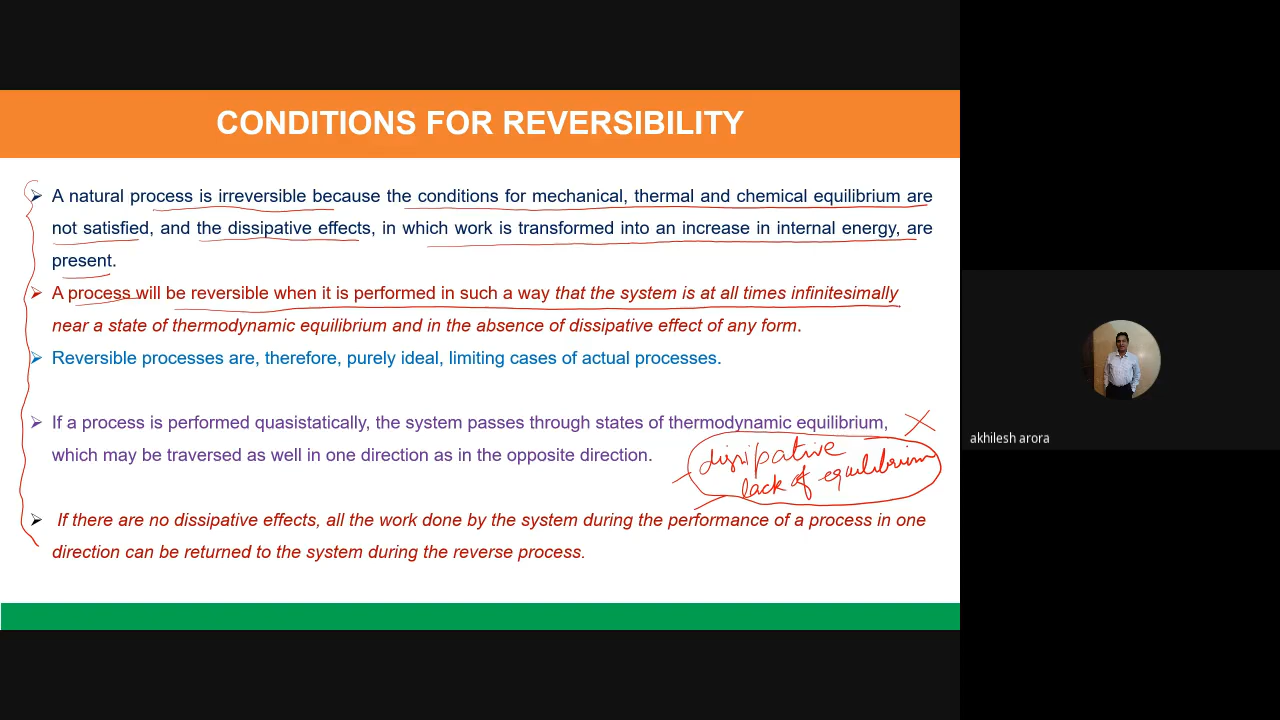 CONDITIONS FOR REVERSIBILITY
A natural process is irreversible because the conditions for mechanical, thermal and chemical equilibrium are
not satisfied, and the dissipative effects, in which work is transformed into an increase in internal energy, are
present.
A process will be reversible when it is performed in such a way that the system is at all times infinitesimally
near a state of thermodynamic equilibrium and in the absence of dissipative effect of any form.
Reversible processes are, therefore, purely ideal, limiting cases of actual processes.
If a process is performed quasistatically, the system passes through states of thermodynamic equilibrium,
which may be traversed as well in one direction as in the opposite direction.
dissipative
lack of equilibrium
If there are no dissipative effects, all the work done by the system during the performance of a process in one
direction can be returned to the system during the reverse process.
akhilesh arora